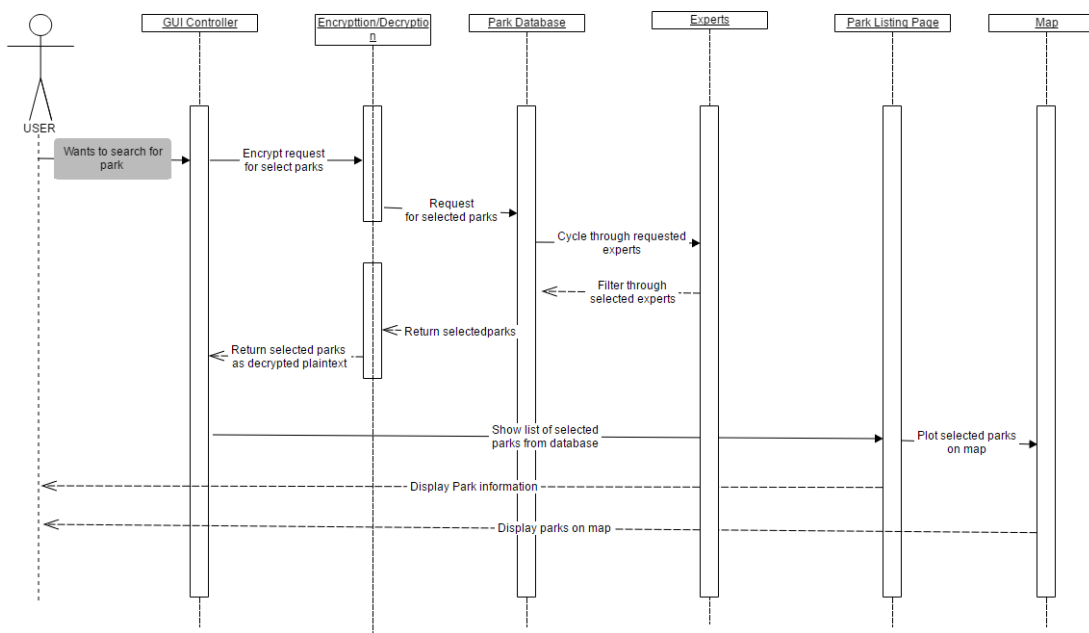 GUI Controller
Encrypttion/Decryptio
n
Park Database
Experts
Park Listing Page
Map
USER
Wants to search for
park
Encrypt request
for select parks
Request
for selected parks
Cycle through requested
experts
Filter through
selected experts
Return selectedparks
Return selected parks
as decrypted plaintext
Show list of selected
parks from database
Plot selected parks
on map
Display Park information
Display parks on map